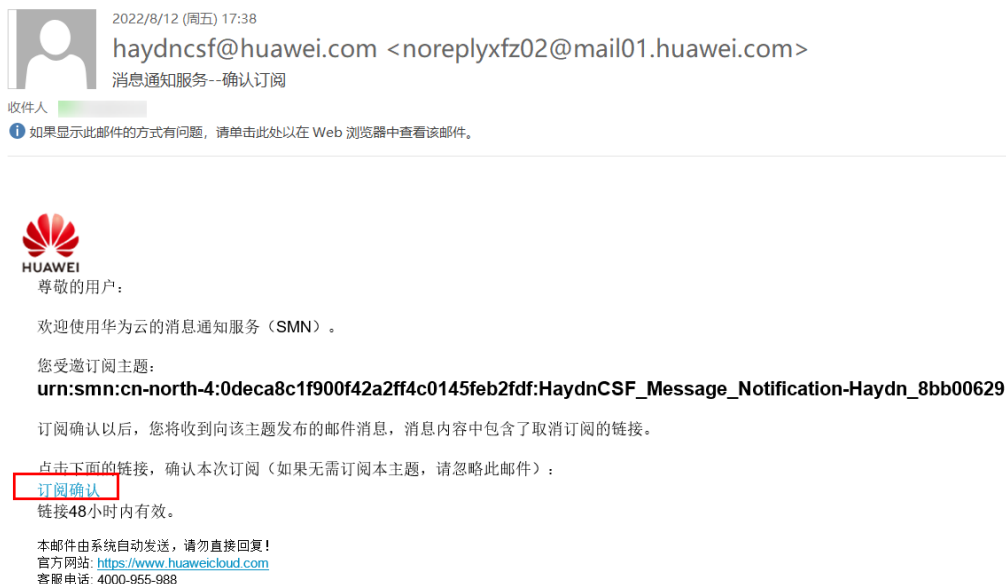 2022/8/12 (周五) 17:38
haydncsf@huawei.com <noreplyxfz02@mail01.huawei.com>
消息通知服务--确认订阅
收件人
如果显示此邮件的方式有问题，请单击此处以在 Web 浏览器中查看该邮件。
HUAWEI
尊敬的用户：
欢迎使用华为云的消息通知服务（SMN）。
您受邀订阅主题：
urn:smn:cn-north-4:0deca8c1f900f42a2ff4c0145feb2fdf:HaydnCSF_Message_Notification-Haydn_8bb00629
订阅确认以后，您将收到向该主题发布的邮件消息，消息内容中包含了取消订阅的链接。
点击下面的链接，确认本次订阅（如果无需订阅本主题，请忽略此邮件）：
订阅确认
链接48小时内有效。
本邮件由系统自动发送，请勿直接回复！
官方网站: https://www.huaweicloud.com
客服电话: 4000-955-988